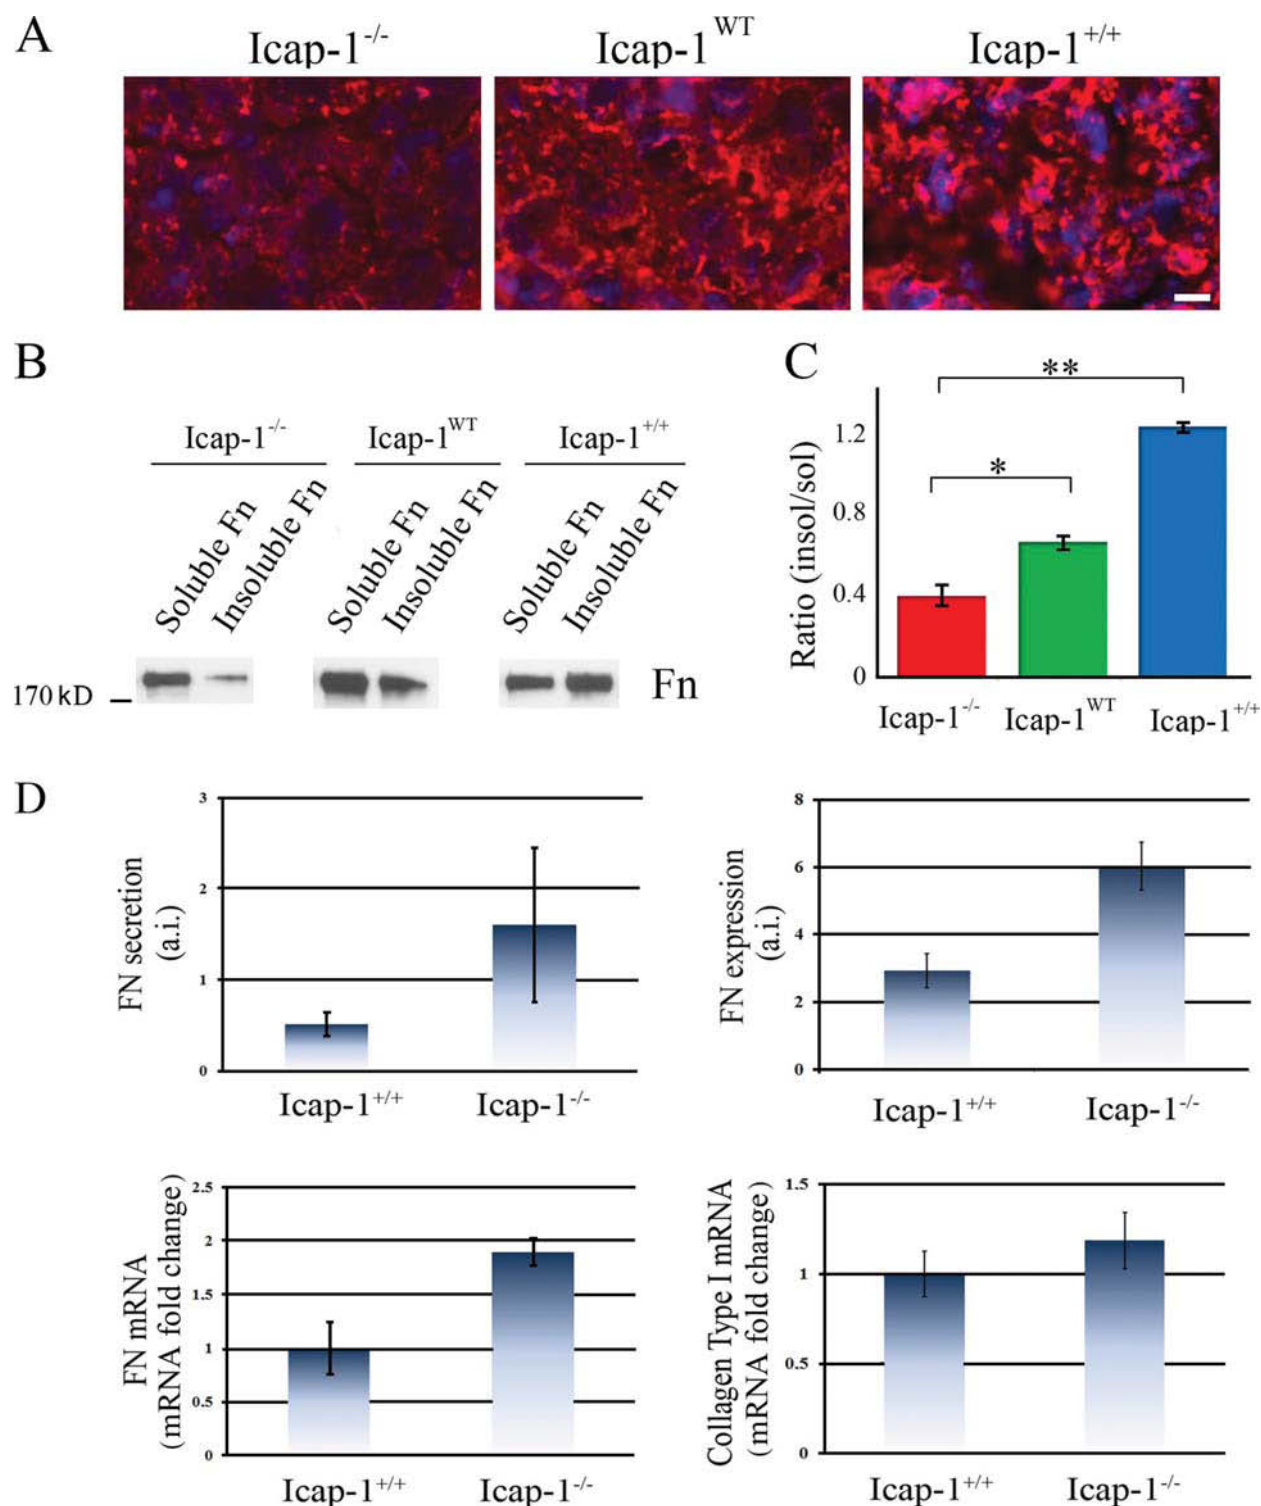 A
Icap-1-/- Icap-1WT Icap-1+/+
B
Icap-1-/- Icap-1WT Icap-1+/+
Soluble Fn
Insoluble Fn
Soluble Fn
Insoluble Fn
Soluble Fn
Insoluble Fn
170 kD
Fn
C
**
*
Ratio (insol/sol)
1.2
0.8
0.4
0
Icap-1-/- Icap-1WT Icap-1+/+
D
FN secretion
(a.i.)
3
2
1
0
Icap-1+/+ Icap-1-/-
FN expression
(a.i.)
8
6
4
2
0
Icap-1+/+ Icap-1-/-
FN mRNA
(mRNA fold change)
2.5
2
1.5
1
0.5
0
Icap-1+/+ Icap-1-/-
Collagen Type I mRNA
(mRNA fold change)
1.5
1
0.5
0
Icap-1+/+ Icap-1-/-